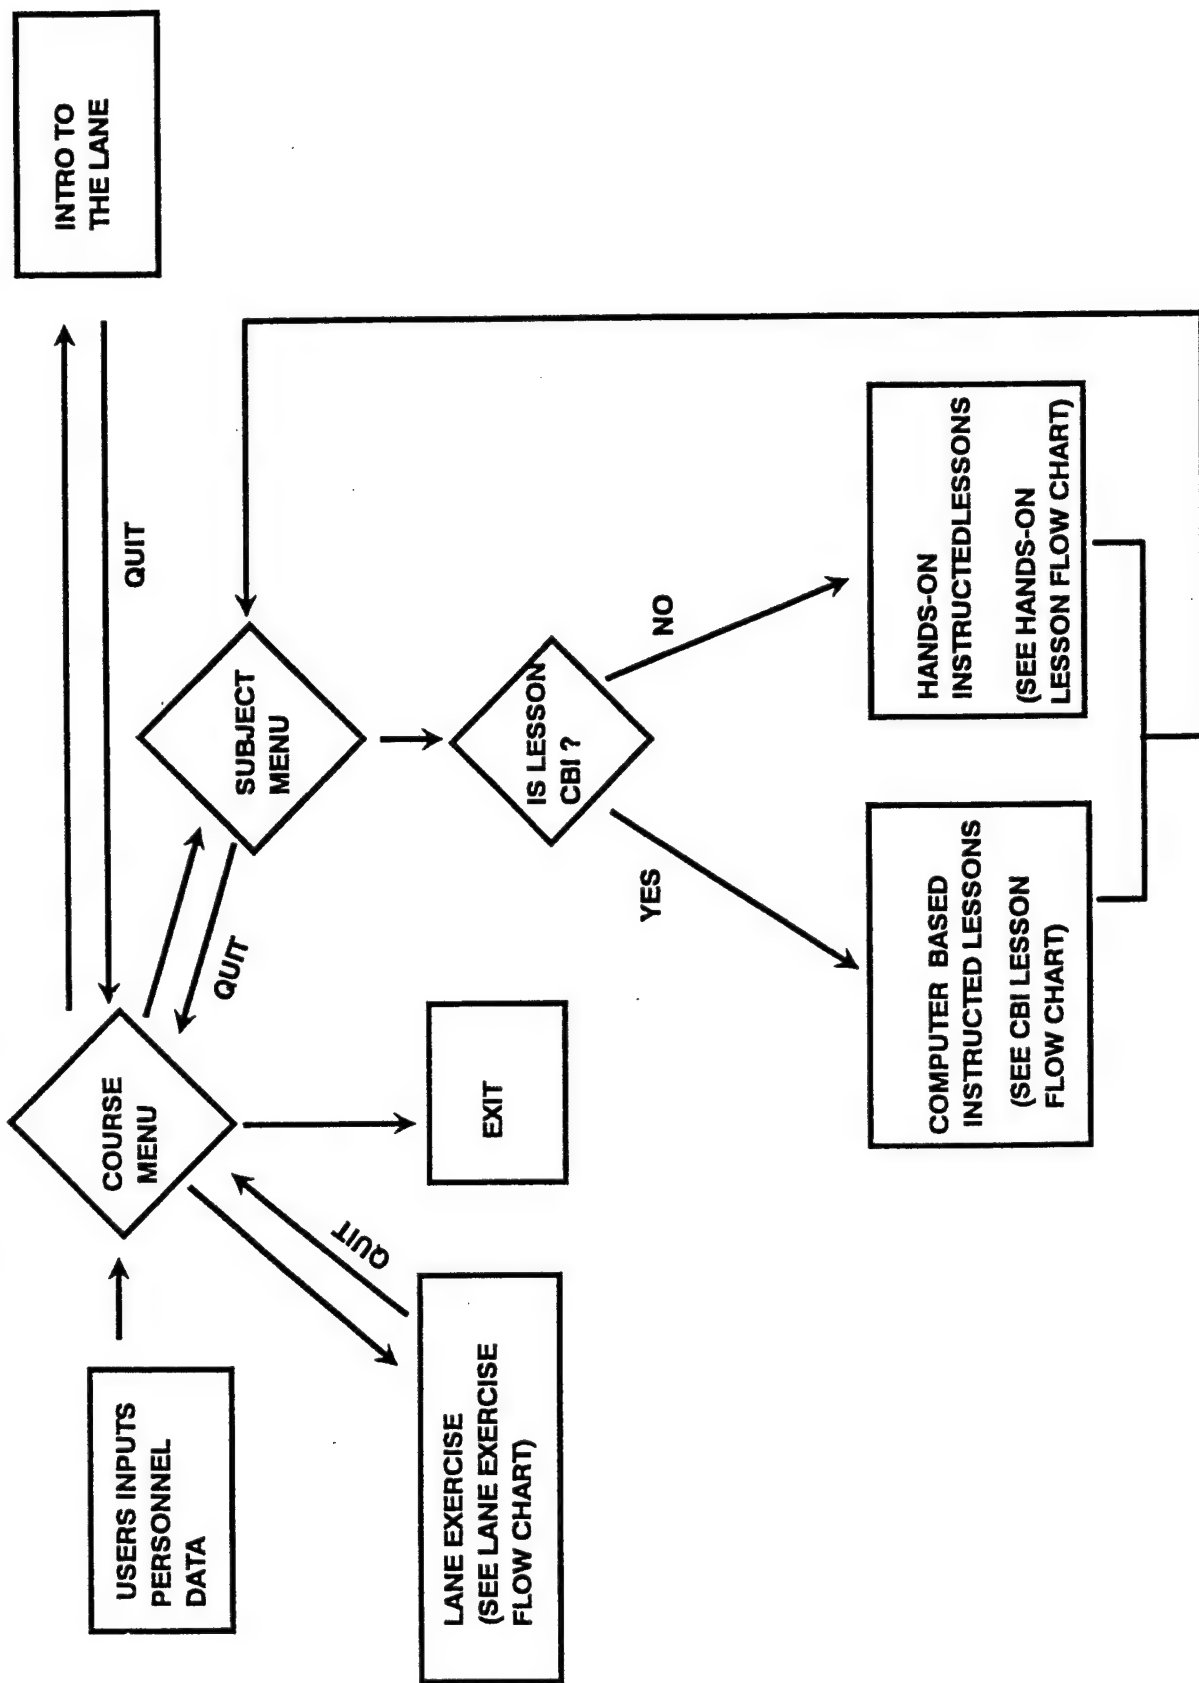 USERS INPUTS
PERSONNEL
DATA
COURSE
MENU
QUIT
INTRO TO
THE LANE
QUIT
SUBJECT
MENU
LANE EXERCISE
(SEE LANE EXERCISE
FLOW CHART)
QUIT
EXIT
IS LESSON
CBI ?
YES
NO
COMPUTER BASED
INSTRUCTED LESSONS
(SEE CBI LESSON
FLOW CHART)
HANDS-ON
INSTRUCTEDLESSONS
(SEE HANDS-ON
LESSON FLOW CHART)